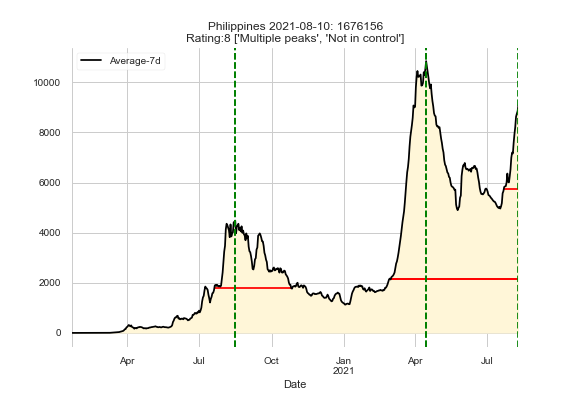 Philippines 2021-08-10: 1676156
Rating:8 ['Multiple peaks', 'Not in control']
Average-7d
10000
8000
6000
4000
2000
0
Apr
Jul
Oct
Jan
2021
Apr
Jul
Date